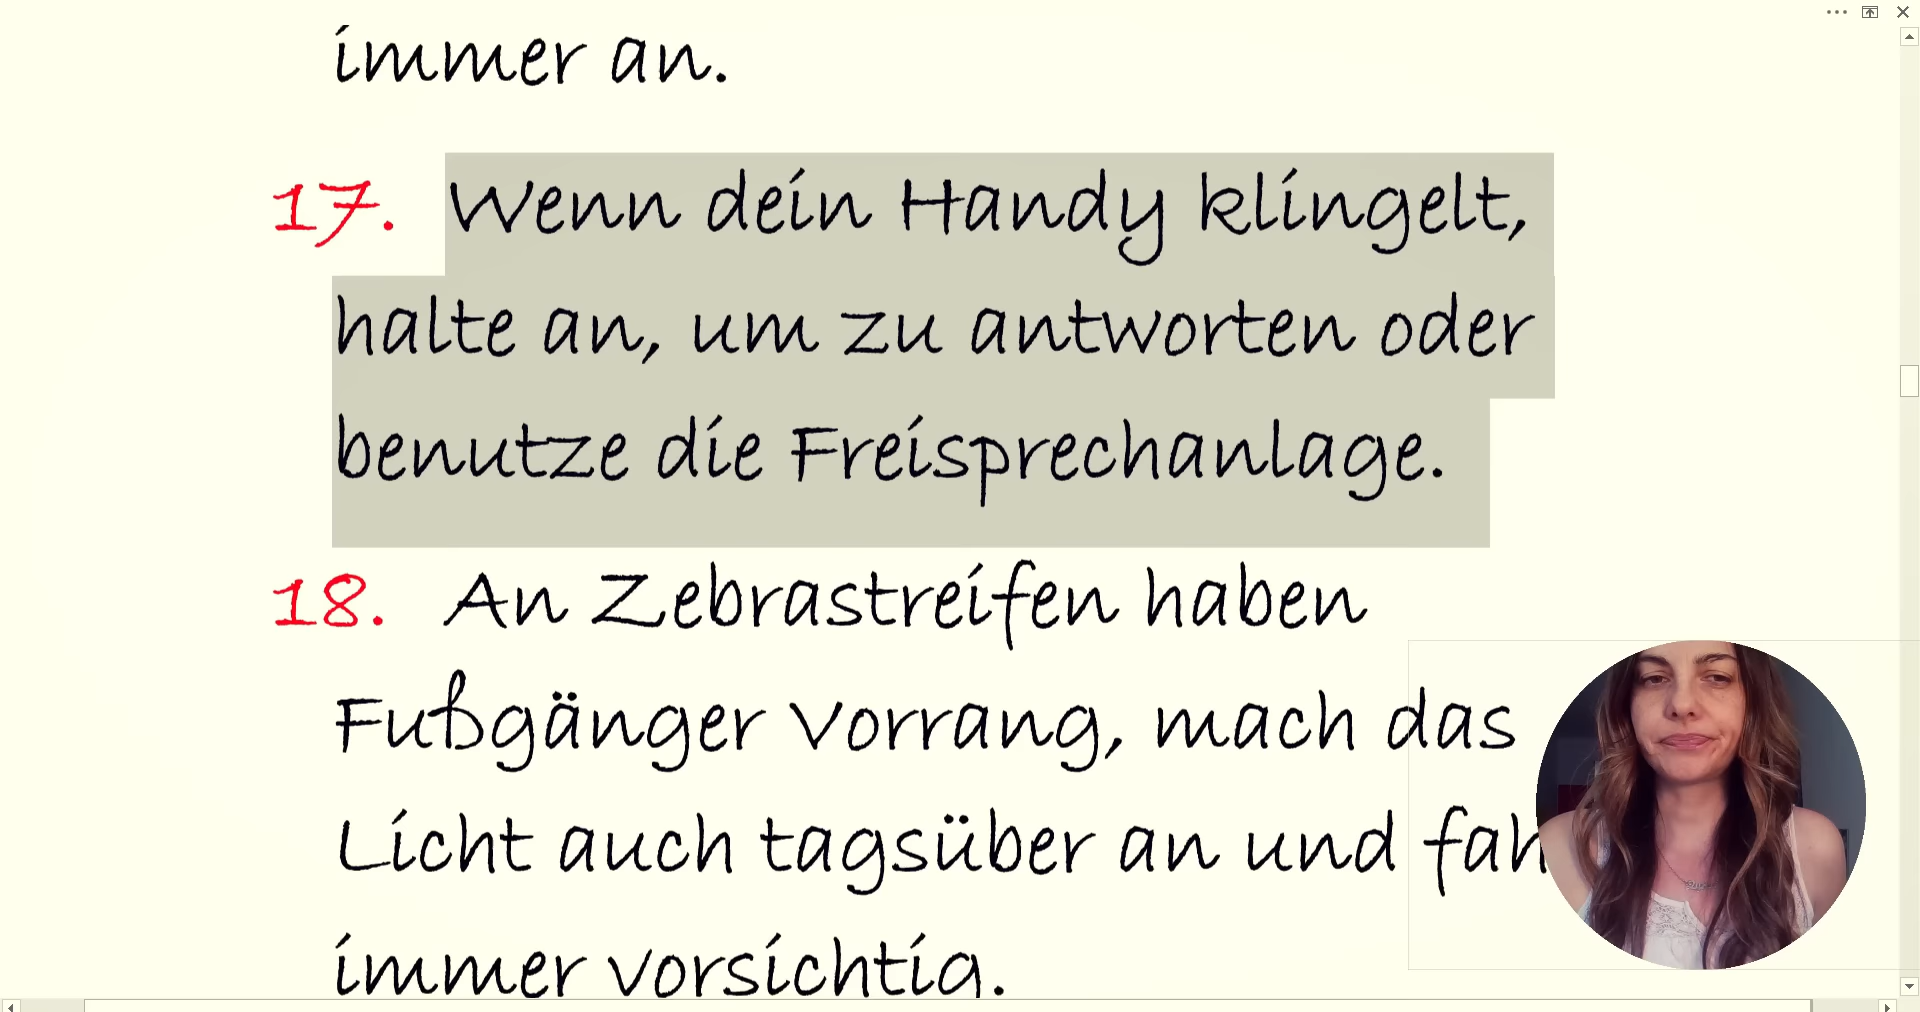 immer an.
17. Wenn dein Handy klingelt,
halte an, um zu antworten oder
benutze die Freisprechanlage.
18. An Zebrastreifen haben
Fußgänger Vorrang, mach das
Licht auch tagsüber an und
immer vorsichtig.